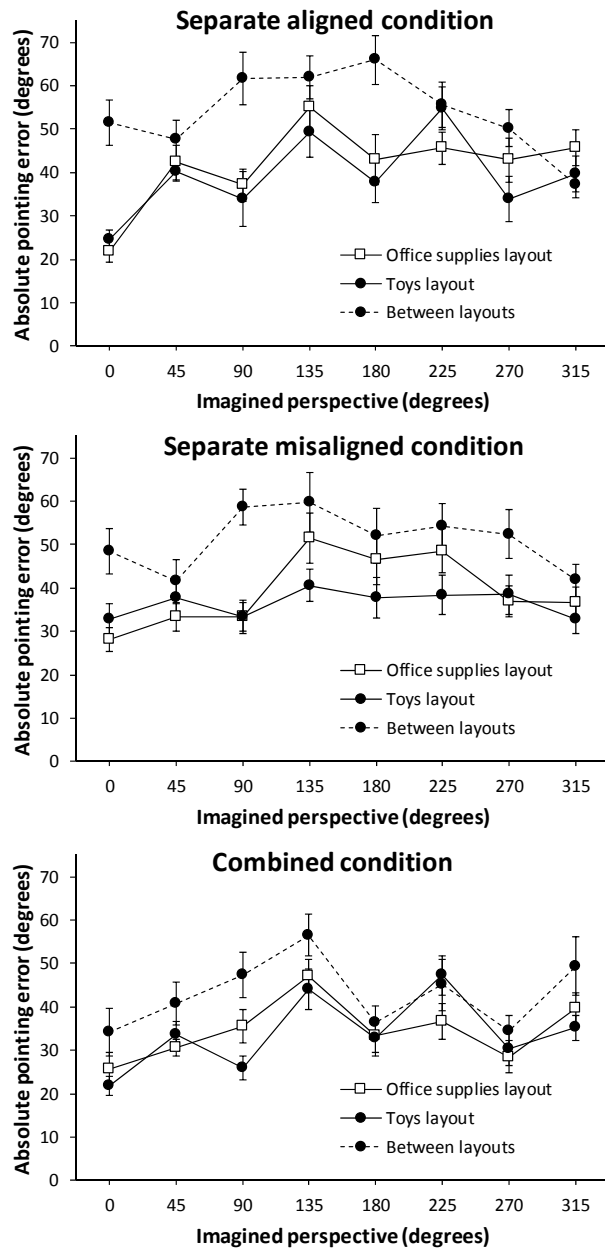 Separate aligned condition
Absolute pointing error (degrees)
70
60
50
40
30
20
10
0
Office supplies layout
Toys layout
Between layouts
0 45 90 135 180 225 270 315
Imagined perspective (degrees)
Separate misaligned condition
Absolute pointing error (degrees)
70
60
50
40
30
20
10
0
Office supplies layout
Toys layout
Between layouts
0 45 90 135 180 225 270 315
Imagined perspective (degrees)
Combined condition
Absolute pointing error (degrees)
70
60
50
40
30
20
10
0
Office supplies layout
Toys layout
Between layouts
0 45 90 135 180 225 270 315
Imagined perspective (degrees)